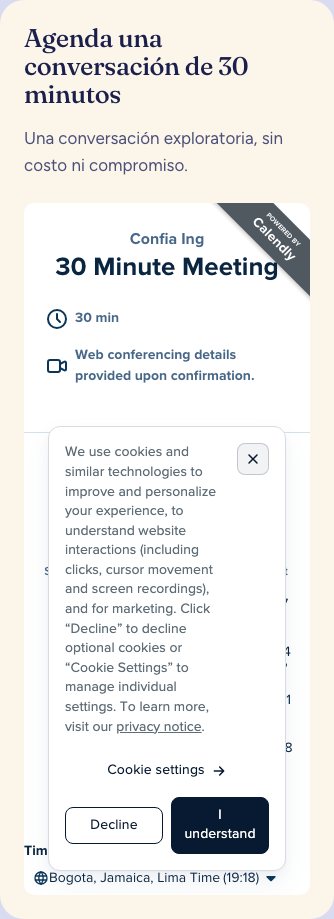 Agenda una
conversación de 30
minutos
Una conversación exploratoria, sin
costo ni compromiso.
POWERED BY
Calendly
Confia Ing
30 Minute Meeting
30 min
Web conferencing details
provided upon confirmation.
We use cookies and
similar technologies to
improve and personalize
your experience, to
understand website
interactions (including
clicks, cursor movement
and screen recordings),
and for marketing. Click
“Decline” to decline
optional cookies or
“Cookie Settings” to
manage individual
settings. To learn more,
visit our privacy notice.
Cookie settings
Decline
I
understand
Bogota, Jamaica, Lima Time (19:18)